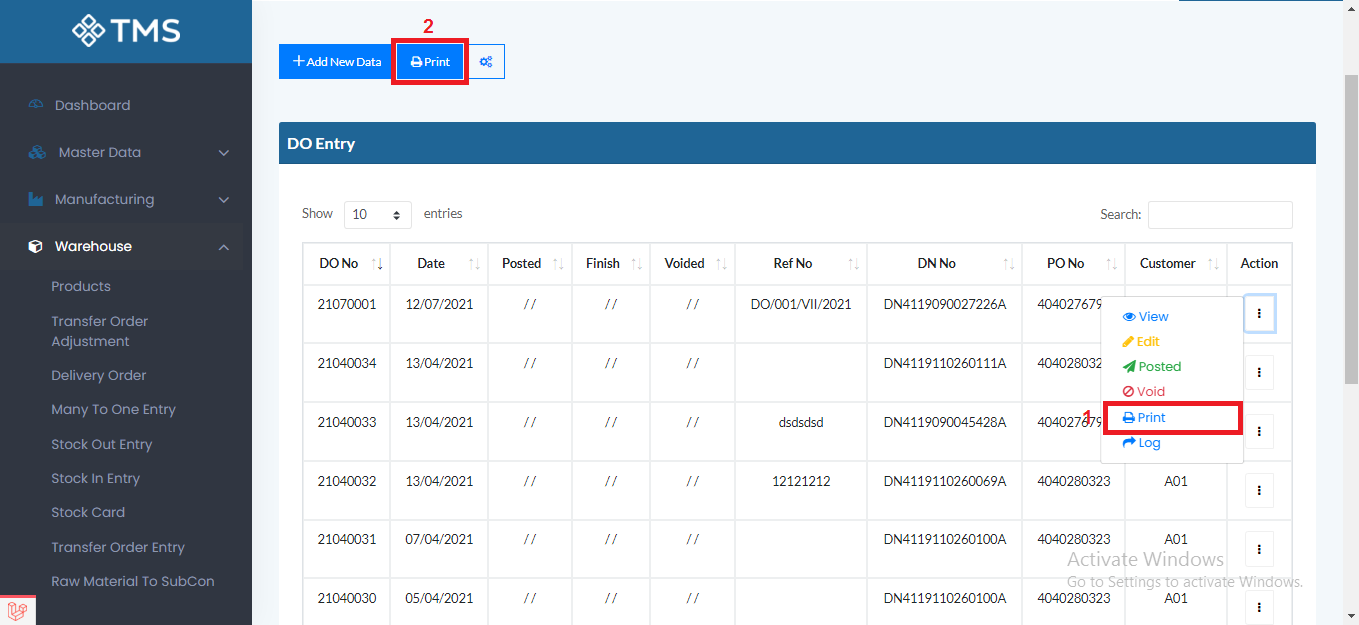 TMS
Dashboard
Master Data
Manufacturing
Warehouse
Products
Transfer Order
Adjustment
Delivery Order
Many To One Entry
Stock Out Entry
Stock In Entry
Stock Card
Transfer Order Entry
Raw Material To SubCon
2
Add New Data Print
DO Entry
Show 10 entries Search:
DO No Date Posted Finish Voided Ref No DN No PO No Customer Action
21070001 12/07/2021 / / / / / / DO/001/VII/2021 DN4119090027226A 404027679
21040034 13/04/2021 / / / / / / DN4119110260111A 404028032
21040033 13/04/2021 / / / / / / dsdsdsd DN4119090045428A 404027679
21040032 13/04/2021 / / / / / / 12121212 DN4119110260069A 4040280323 A01
21040031 07/04/2021 / / / / / / DN4119110260100A 4040280323 A01
21040030 05/04/2021 / / / / / / DN4119110260100A 4040280323 A01
View
Edit
Posted
Void
1 Print
Log
Activate Windows
Go to Settings to activate Windows.